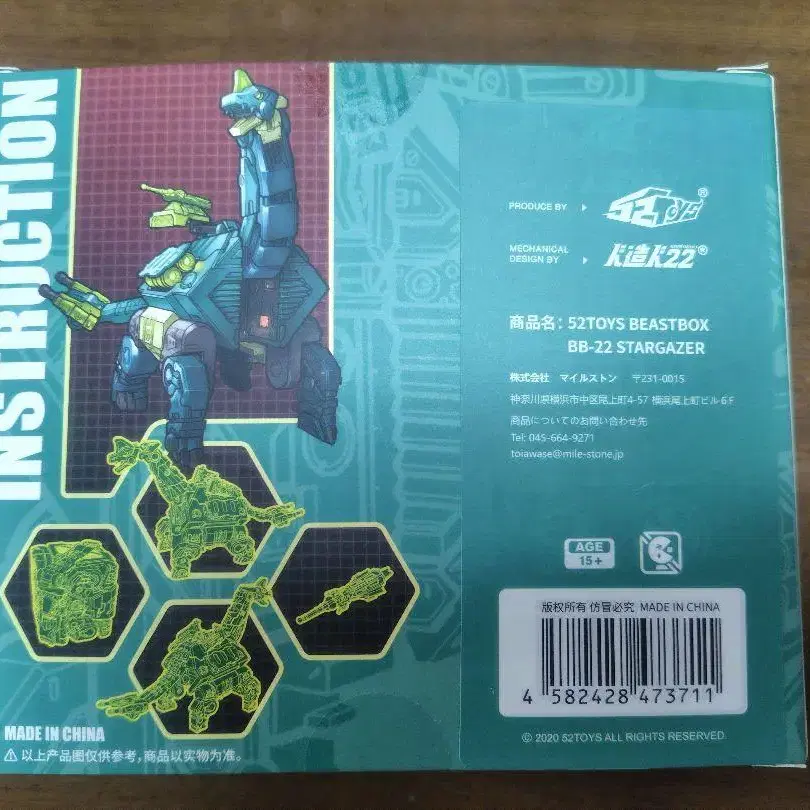 INSTRUCTION
PRODUCE BY
52TOYS®
MECHANICAL
DESIGN BY
人造人22®
商品名: 52TOYS BEASTBOX
BB-22 STARGAZER
株式会社 マイルストン 〒231-0015
神奈川県横浜市中区尾上町4-57 横浜尾上町ビル6F
商品についてのお問い合わせ先
Tel: 045-664-9271
toiawase@mile-stone.jp
AGE
15+
版权所有 仿冒必究 MADE IN CHINA
4 582428 473711
© 2020 52TOYS ALL RIGHTS RESERVED.
MADE IN CHINA
以上产品图仅供参考，商品以实物为准。